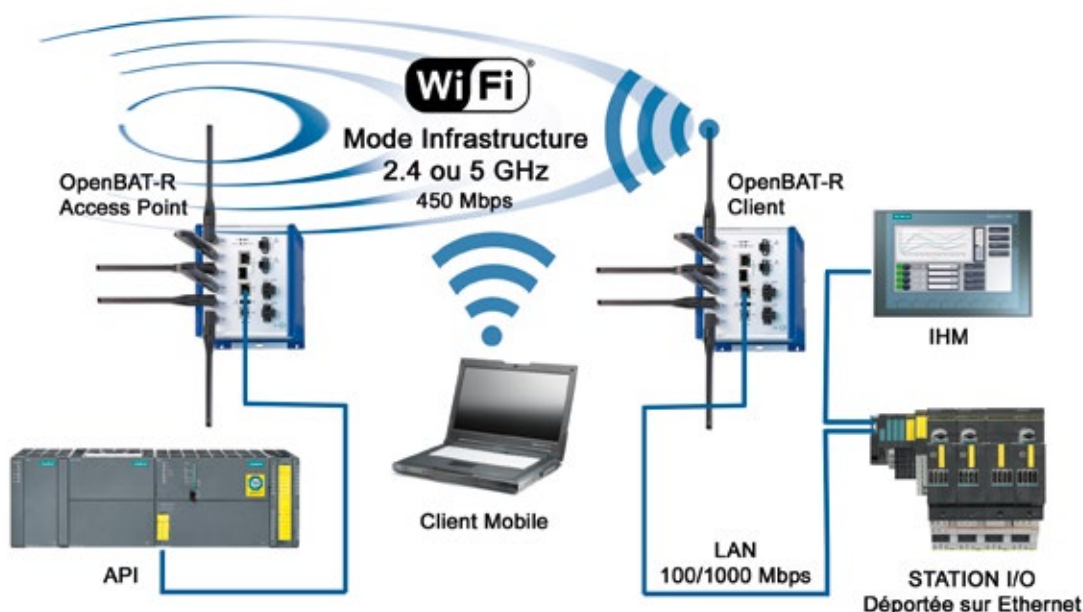 WiFi®
Mode Infrastructure
2.4 ou 5 GHz
450 Mbps
OpenBAT-R
Access Point
OpenBAT-R
Client
IHM
API
Client Mobile
LAN
100/1000 Mbps
STATION I/O
Déportée sur Ethernet